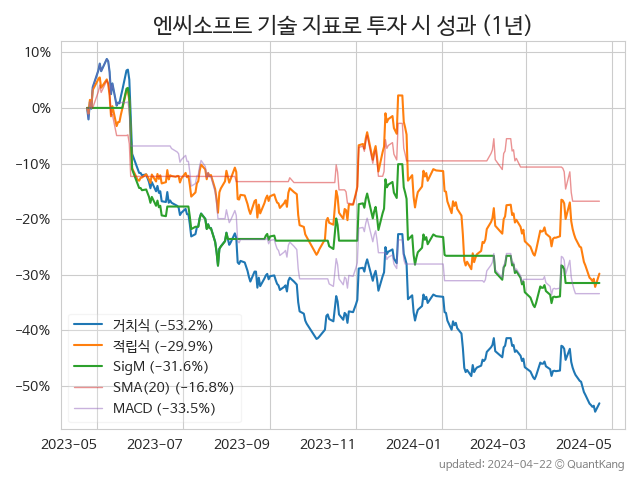 엔씨소프트 기술 지표로 투자 시 성과 (1년)
10%
0%
−10%
−20%
−30%
−40%
−50%
거치식 (−53.2%)
적립식 (−29.9%)
SigM (−31.6%)
SMA(20) (−16.8%)
MACD (−33.5%)
2023-05 2023-07 2023-09 2023-11 2024-01 2024-03 2024-05
updated: 2024-04-22 © QuantKang